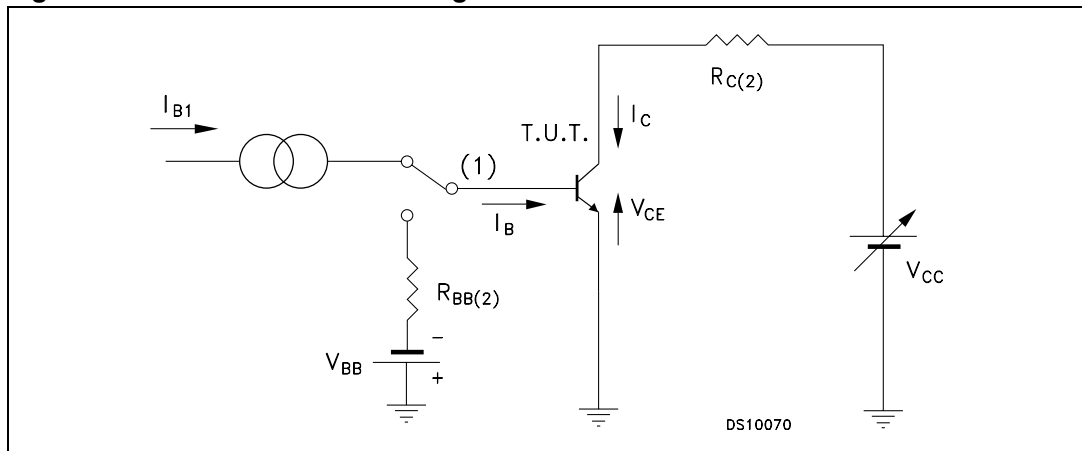 I_B1
R_C(2)
I_C
T.U.T.
(1)
I_B
V_CE
R_BB(2)
V_CC
V_BB
-
+
DS10070